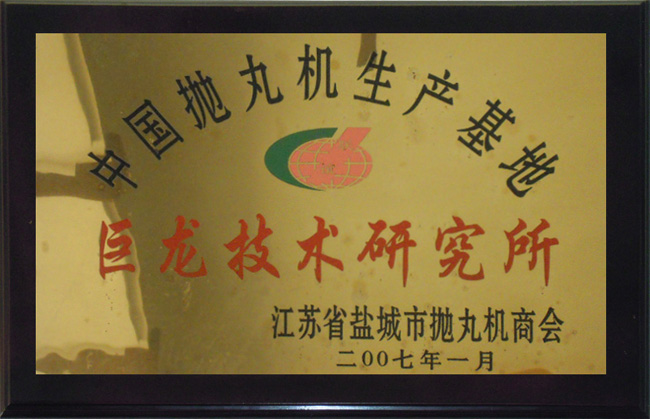 中国抛丸机生产基地
巨龙技术研究所
江苏省盐城市抛丸机商会
二00七年一月